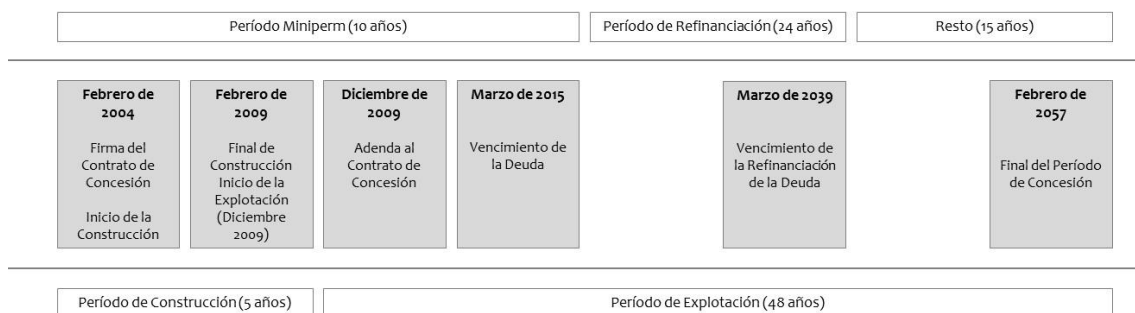 Período Miniperm (10 años)
Período de Refinanciación (24 años)
Resto (15 años)
Febrero de
2004
Firma del
Contrato de
Concesión
Inicio de la
Construcción
Febrero de
2009
Final de
Construcción
Inicio de la
Explotación
(Diciembre
2009)
Diciembre de
2009
Adenda al
Contrato de
Concesión
Marzo de 2015
Vencimiento de
la Deuda
Marzo de 2039
Vencimiento de
la Refinanciación
de la Deuda
Febrero de
2057
Final del Período
de Concesión
Período de Construcción (5 años)
Período de Explotación (48 años)